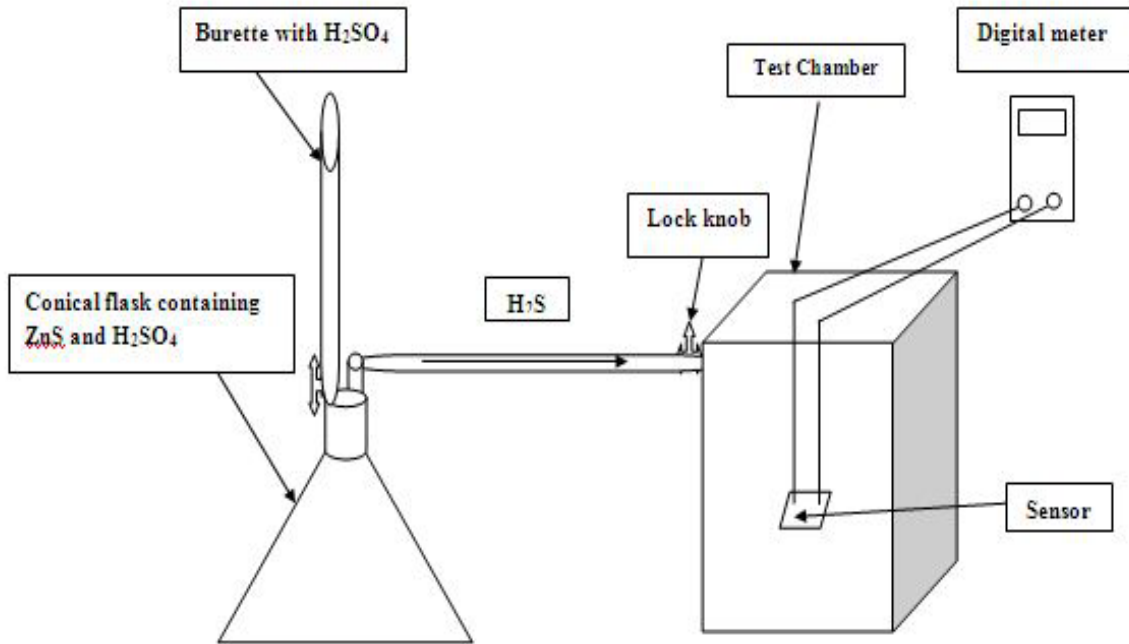 Burette with H₂SO₄
Digital meter
Test Chamber
Lock knob
Conical flask containing
ZnS and H₂SO₄
H₂S
Sensor